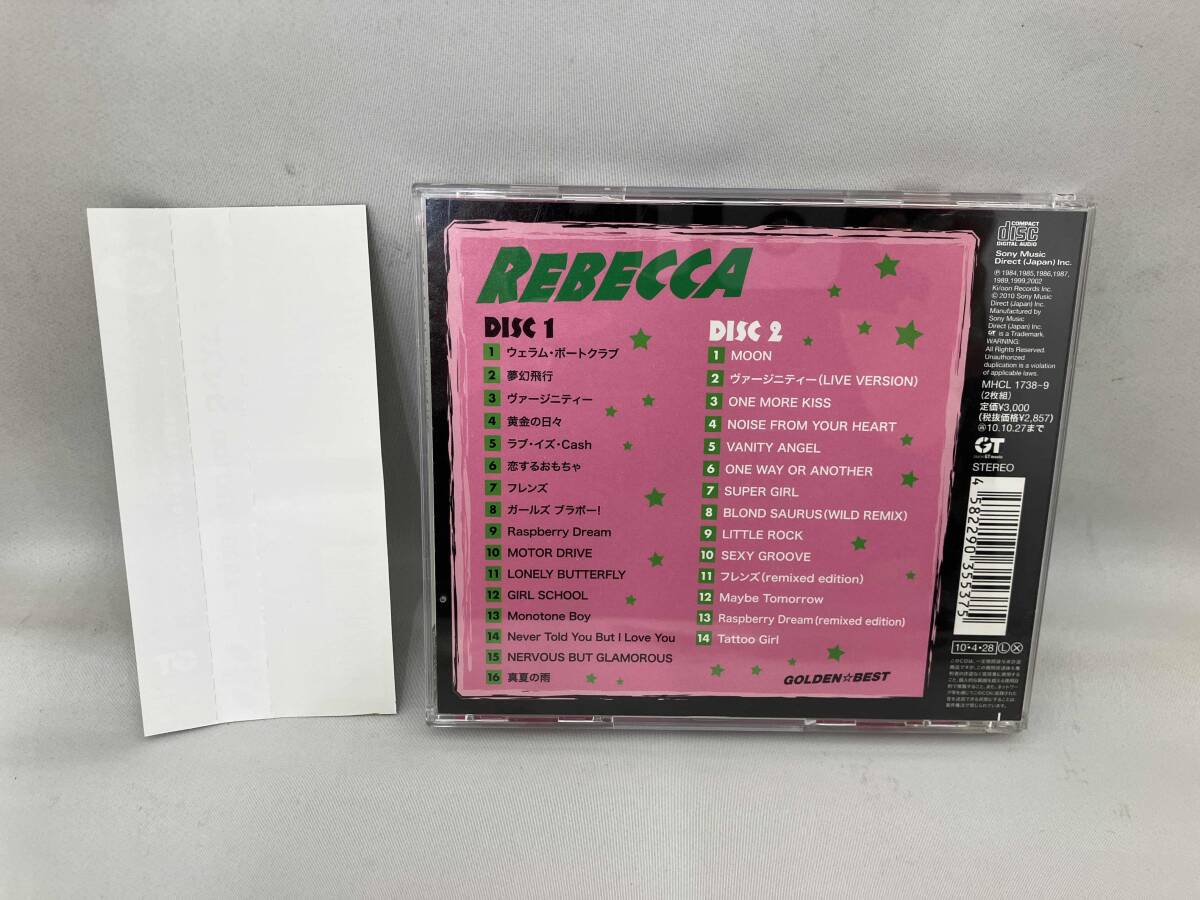 REBECCA
DISC 1
1 ウェラム・ボートクラブ
2 夢幻飛行
3 ヴァージニティー
4 黄金の日々
5 ラブ・イズ・Cash
6 恋するおもちゃ
7 フレンズ
8 ガールズ ブラボー!
9 Raspberry Dream
10 MOTOR DRIVE
11 LONELY BUTTERFLY
12 GIRL SCHOOL
13 Monotone Boy
14 Never Told You But I Love You
15 NERVOUS BUT GLAMOROUS
16 真夏の雨
DISC 2
1 MOON
2 ヴァージニティー(LIVE VERSION)
3 ONE MORE KISS
4 NOISE FROM YOUR HEART
5 VANITY ANGEL
6 ONE WAY OR ANOTHER
7 SUPER GIRL
8 BLOND SAURUS(WILD REMIX)
9 LITTLE ROCK
10 SEXY GROOVE
11 フレンズ(remixed edition)
12 Maybe Tomorrow
13 Raspberry Dream(remixed edition)
14 Tattoo Girl
GOLDEN☆BEST
COMPACT
disc
DIGITAL AUDIO
Sony Music
Direct (Japan) Inc.
Ⓟ 1984,1985,1986,1987,
1989,1999,2002
Ki/oon Records Inc.
© 2010 Sony Music
Direct (Japan) Inc.
Manufactured by
Sony Music
Direct (Japan) Inc.
GT is a Trademark.
WARNING:
All Rights Reserved.
Unauthorized
duplication is a violation
of applicable laws.
MHCL 1738~9
(2枚組)
定価¥3,000
(税抜価格¥2,857)
10.10.27まで
GT
STEREO
4582290355375
10・4・28 Ⓛ Ⓧ